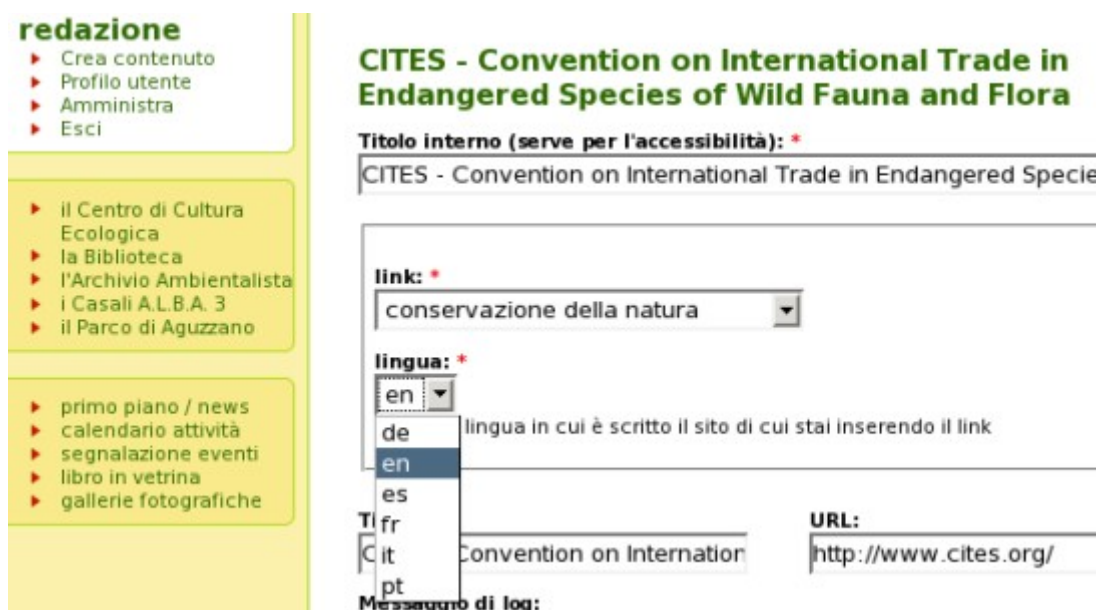 redazione
Crea contenuto
Profilo utente
Amministra
Esci
il Centro di Cultura
Ecologica
la Biblioteca
l'Archivio Ambientalista
i Casali A.L.B.A. 3
il Parco di Aguzzano
primo piano / news
calendario attività
segnalazione eventi
libro in vetrina
gallerie fotografiche
CITES - Convention on International Trade in
Endangered Species of Wild Fauna and Flora
Titolo interno (serve per l'accessibilità): *
CITES - Convention on International Trade in Endangered Specie
link: *
conservazione della natura
lingua: *
en
lingua in cui è scritto il sito di cui stai inserendo il link
de
en
es
fr
it
pt
URL:
Convention on Internation
http://www.cites.org/
di log: